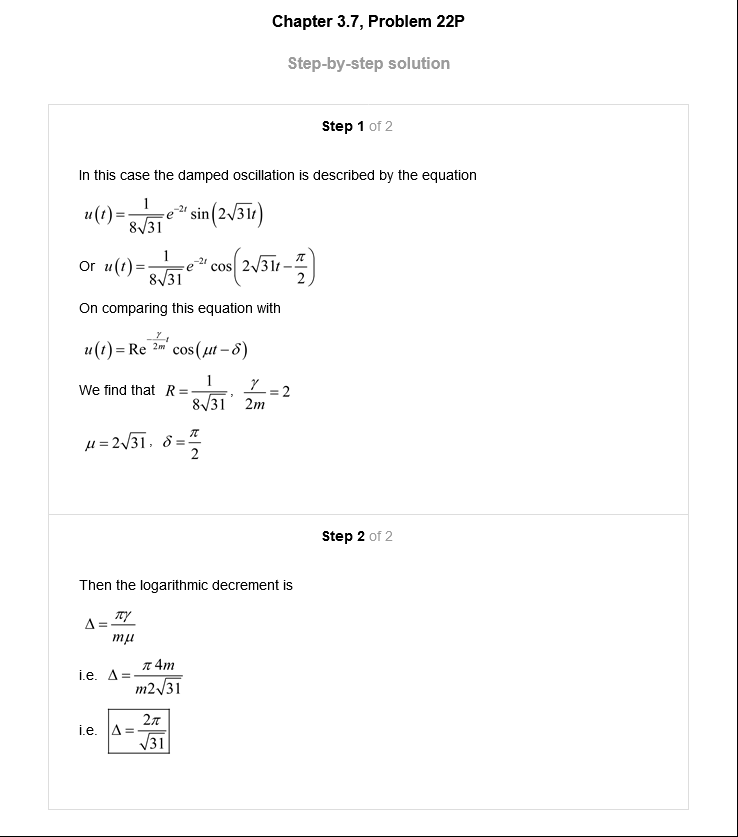 Chapter 3.7, Problem 22P
Step-by-step solution
Step 1 of 2
In this case the damped oscillation is described by the equation
u(t) = \frac{1}{8\sqrt{31}} e^{-2t} \sin(2\sqrt{31}t)
Or u(t) = \frac{1}{8\sqrt{31}} e^{-2t} \cos\left(2\sqrt{31}t - \frac{\pi}{2}\right)
On comparing this equation with
u(t) = Re^{-\frac{\gamma}{2m}t} \cos(\mu t - \delta)
We find that R = \frac{1}{8\sqrt{31}}, \frac{\gamma}{2m} = 2
\mu = 2\sqrt{31}, \delta = \frac{\pi}{2}
Step 2 of 2
Then the logarithmic decrement is
\Delta = \frac{\pi\gamma}{m\mu}
i.e. \Delta = \frac{\pi 4m}{m2\sqrt{31}}
i.e. \Delta = \frac{2\pi}{\sqrt{31}}